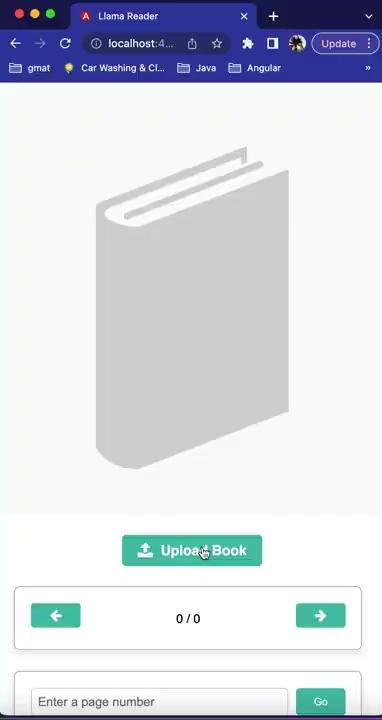 Llama Reader
localhost:4...
Update
gmat
Car Washing & Cl...
Java
Angular
»
Upload Book
0 / 0
Enter a page number
Go